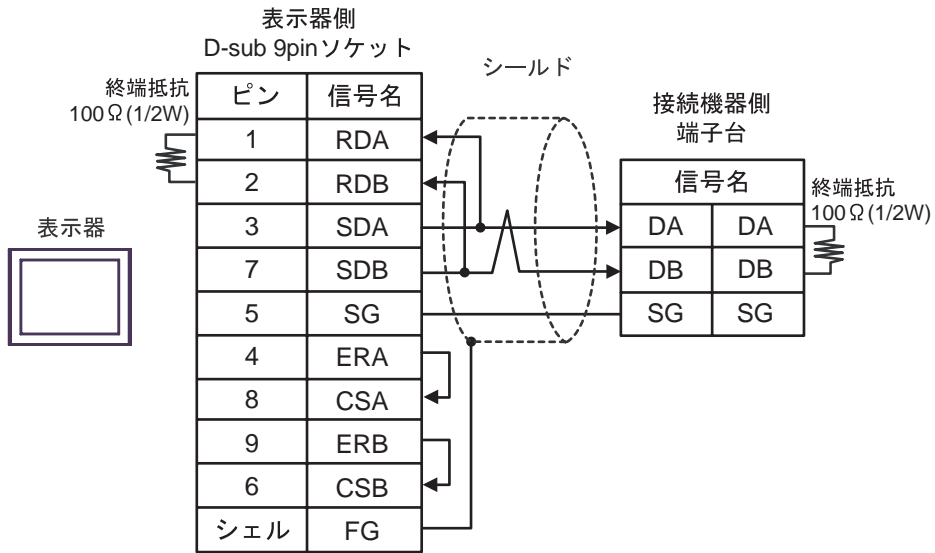 表示器側
D-sub 9pinソケット
シールド
終端抵抗
100Ω(1/2W)
接続機器側
端子台
表示器
ピン 信号名
1 RDA
2 RDB
3 SDA
7 SDB
5 SG
4 ERA
8 CSA
9 ERB
6 CSB
シェル FG
信号名
DA DA
DB DB
SG SG
終端抵抗
100Ω(1/2W)